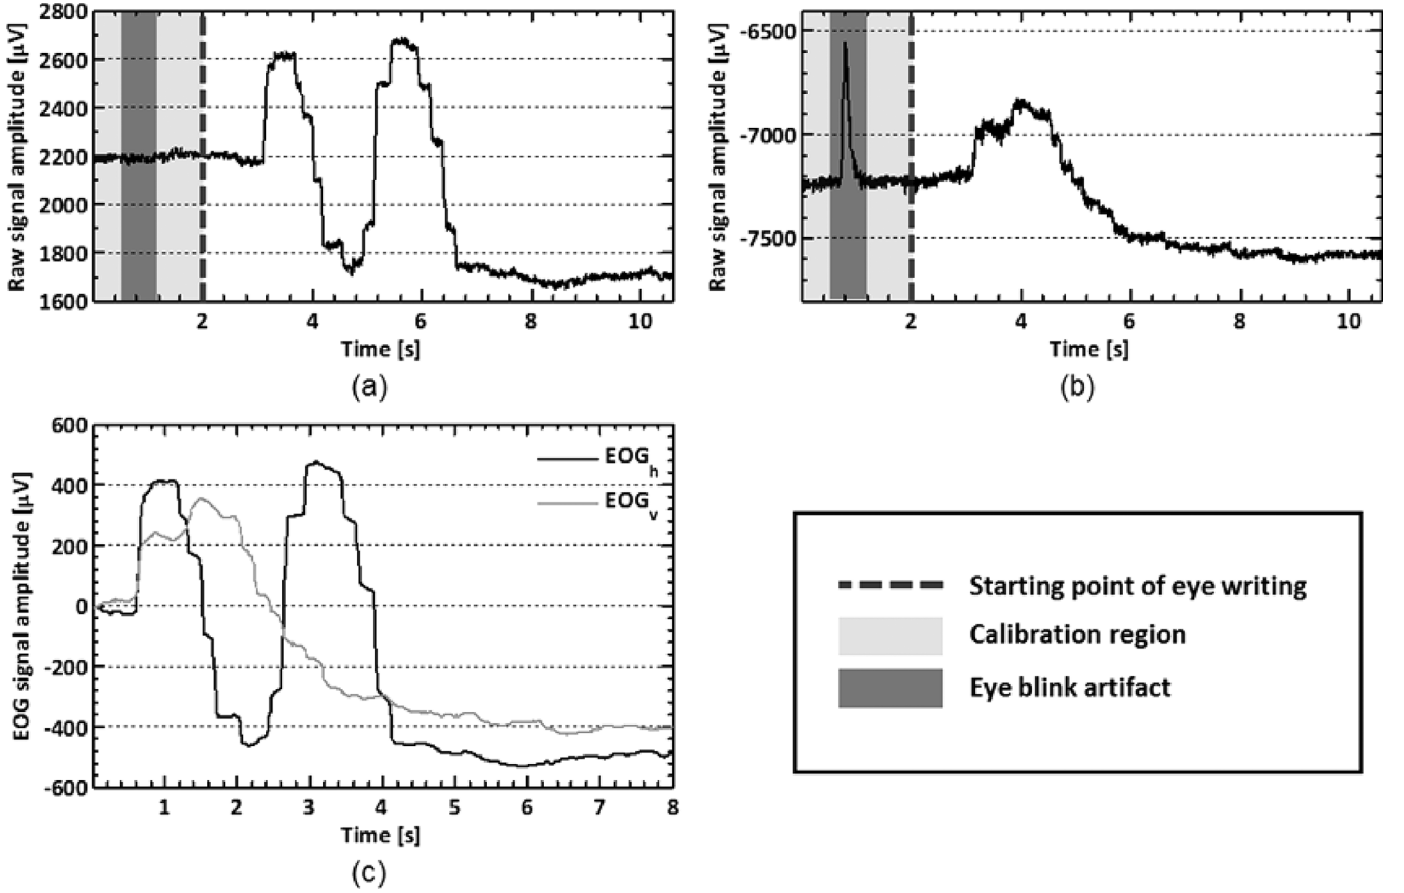 Raw signal amplitude [μV]
2800
2600
2400
2200
2000
1800
1600
2
4
6
8
10
Time [s]
(a)
Raw signal amplitude [μV]
-6500
-7000
-7500
2
4
6
8
10
Time [s]
(b)
EOG signal amplitude [μV]
600
400
200
0
-200
-400
-600
1
2
3
4
5
6
7
8
Time [s]
EOGh
EOGv
(c)
Starting point of eye writing
Calibration region
Eye blink artifact